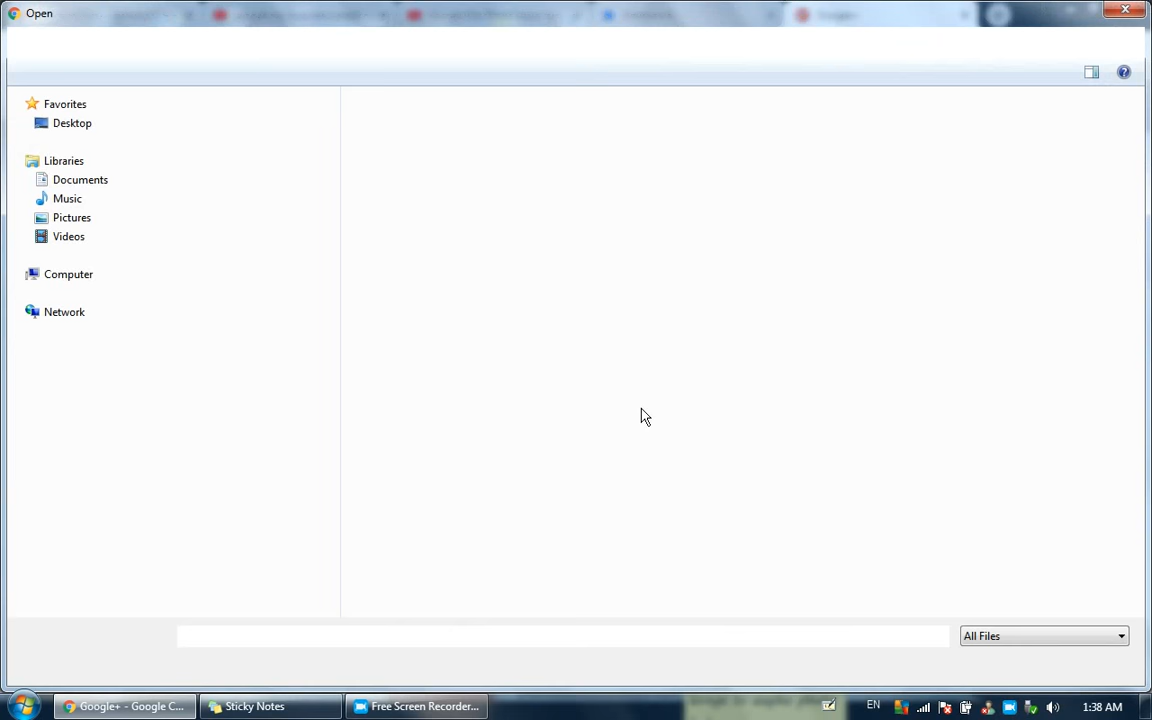 Open
Favorites
Desktop
Libraries
Documents
Music
Pictures
Videos
Computer
Network
All Files
Google+ - Google C...
Sticky Notes
Free Screen Recorder...
EN
1:38 AM